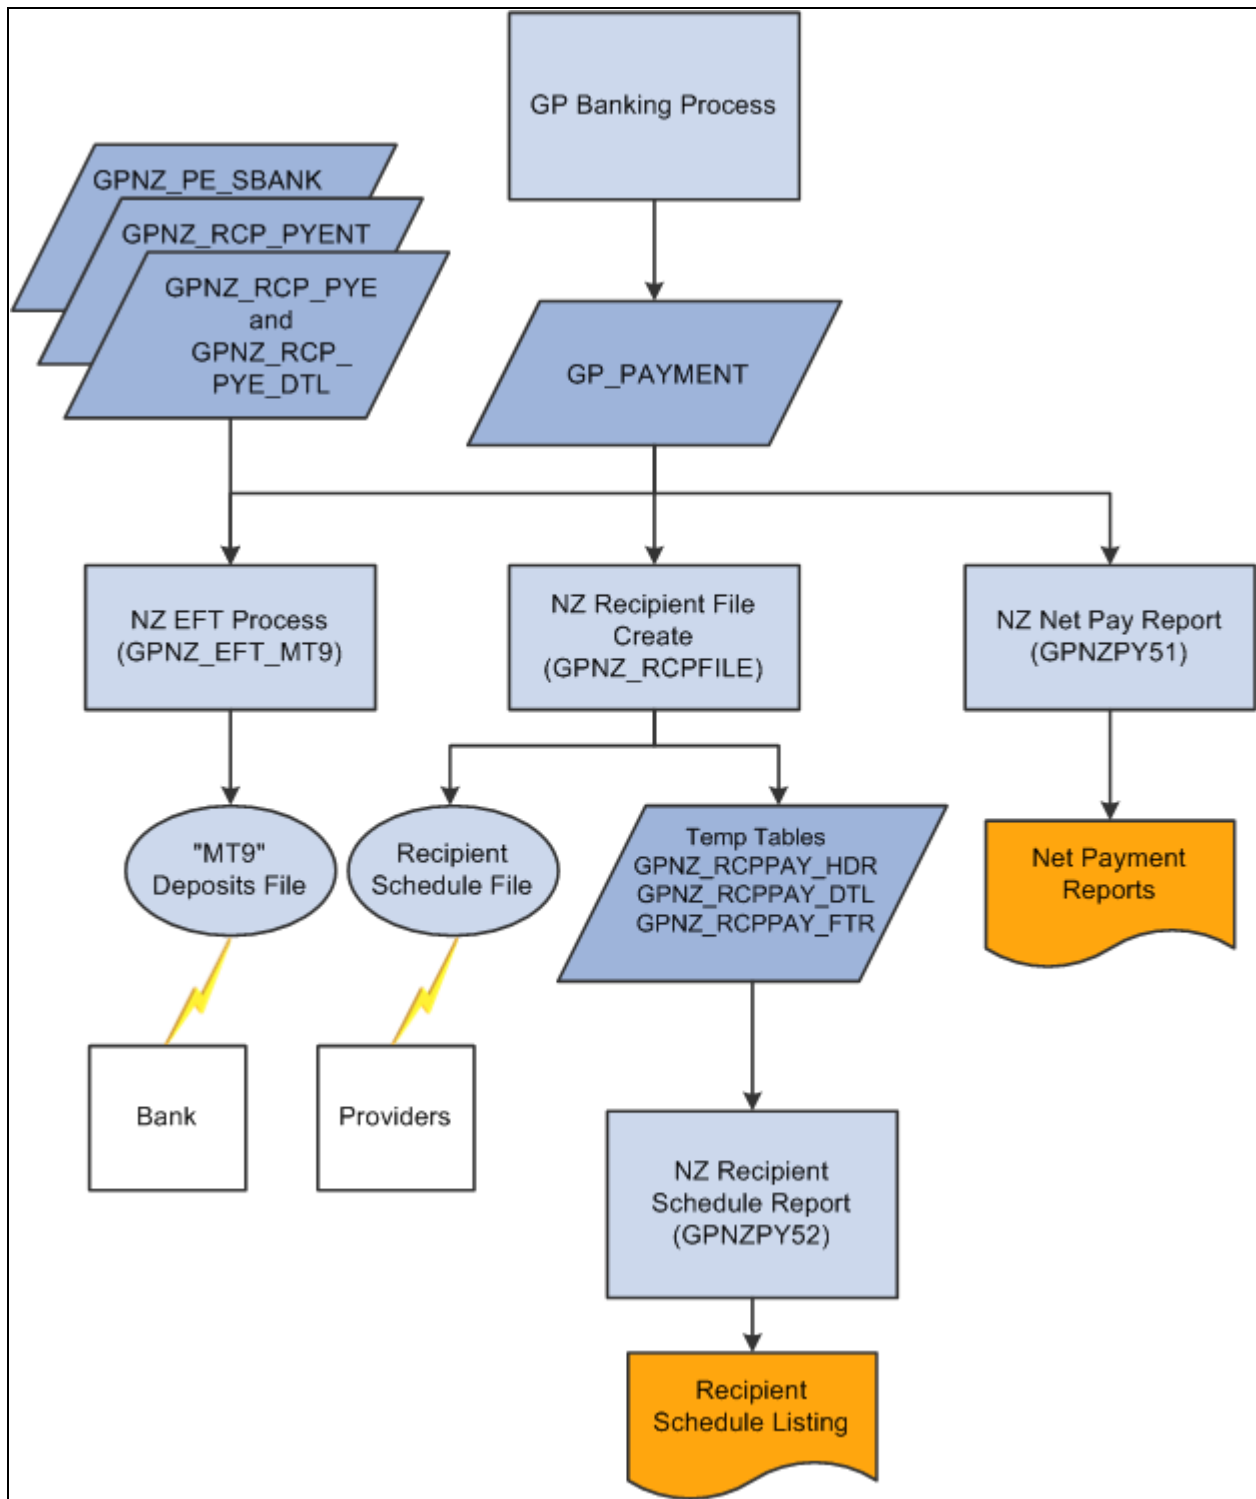 GP Banking Process
GPNZ_PE_SBANK
GPNZ_RCP_PYENT
GPNZ_RCP_PYE
and
GPNZ_RCP_
PYE_DTL
GP_PAYMENT
NZ EFT Process
(GPNZ_EFT_MT9)
NZ Recipient File
Create
(GPNZ_RCPFILE)
NZ Net Pay Report
(GPNZPY51)
"MT9"
Deposits File
Recipient
Schedule File
Temp Tables
GPNZ_RCPPAY_HDR
GPNZ_RCPPAY_DTL
GPNZ_RCPPAY_FTR
Net Payment
Reports
Bank
Providers
NZ Recipient
Schedule Report
(GPNZPY52)
Recipient
Schedule Listing